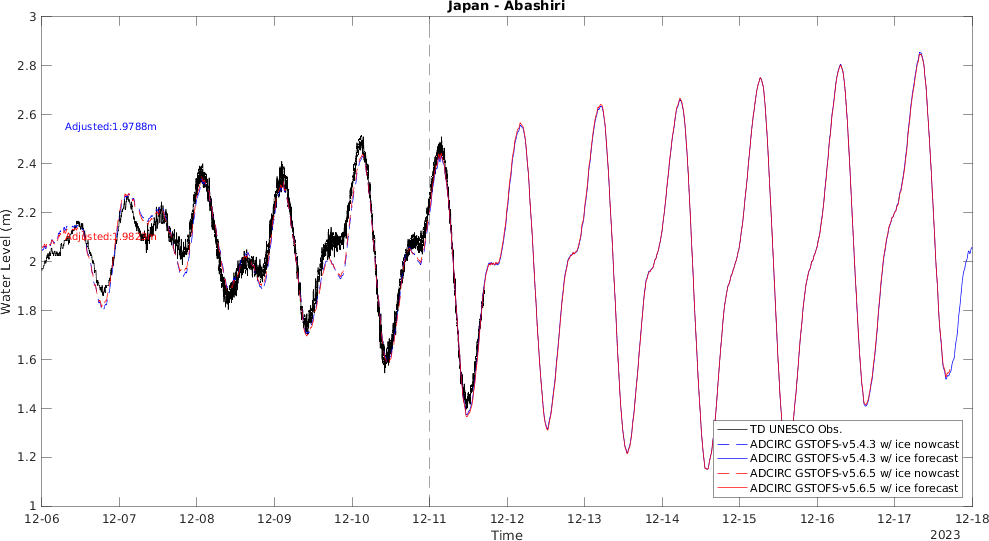 Japan - Abashiri
Water Level (m)
3
2.8
2.6
2.4
2.2
2
1.8
1.6
1.4
1.2
1
Adjusted:1.9788m
TD UNESCO Obs.
ADCIRC GSTOFS-v5.4.3 w/ ice nowcast
ADCIRC GSTOFS-v5.4.3 w/ ice forecast
ADCIRC GSTOFS-v5.6.5 w/ ice nowcast
ADCIRC GSTOFS-v5.6.5 w/ ice forecast
12-06 12-07 12-08 12-09 12-10 12-11 12-12 12-13 12-14 12-15 12-16 12-17 12-18
Time
2023